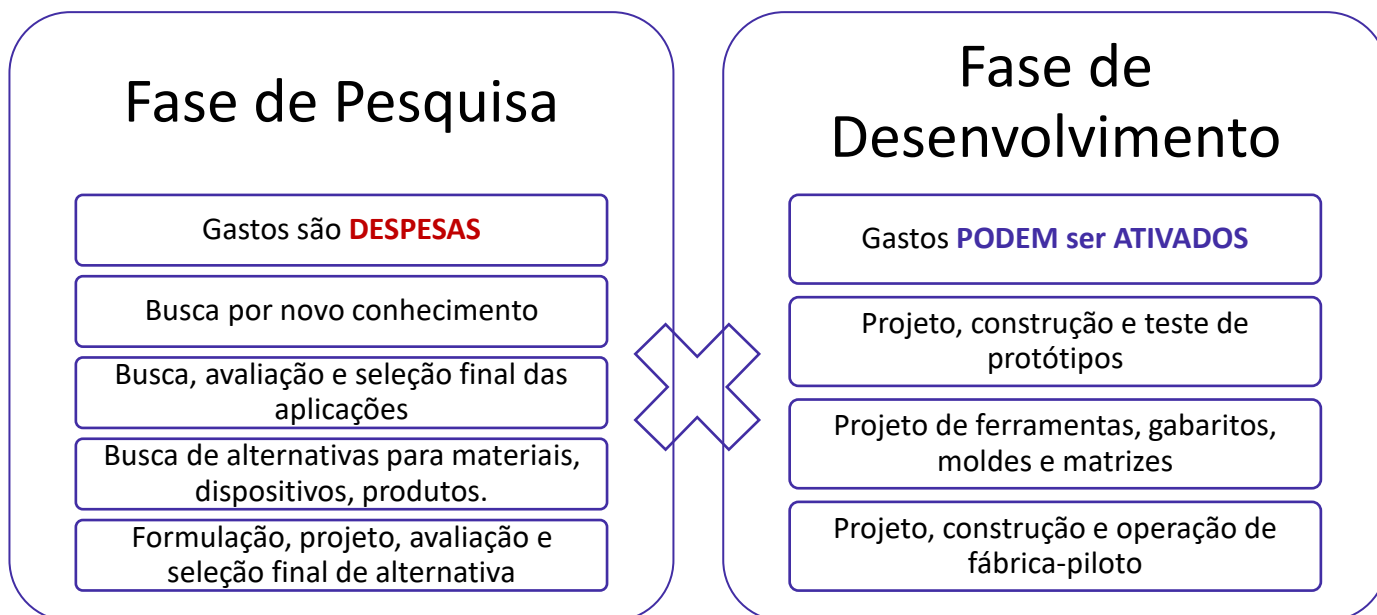 Fase de Pesquisa
Gastos são DESPESAS
Busca por novo conhecimento
Busca, avaliação e seleção final das
aplicações
Busca de alternativas para materiais,
dispositivos, produtos.
Formulação, projeto, avaliação e
seleção final de alternativa
Fase de
Desenvolvimento
Gastos PODEM ser ATIVADOS
Projeto, construção e teste de
protótipos
Projeto de ferramentas, gabaritos,
moldes e matrizes
Projeto, construção e operação de
fábrica-piloto